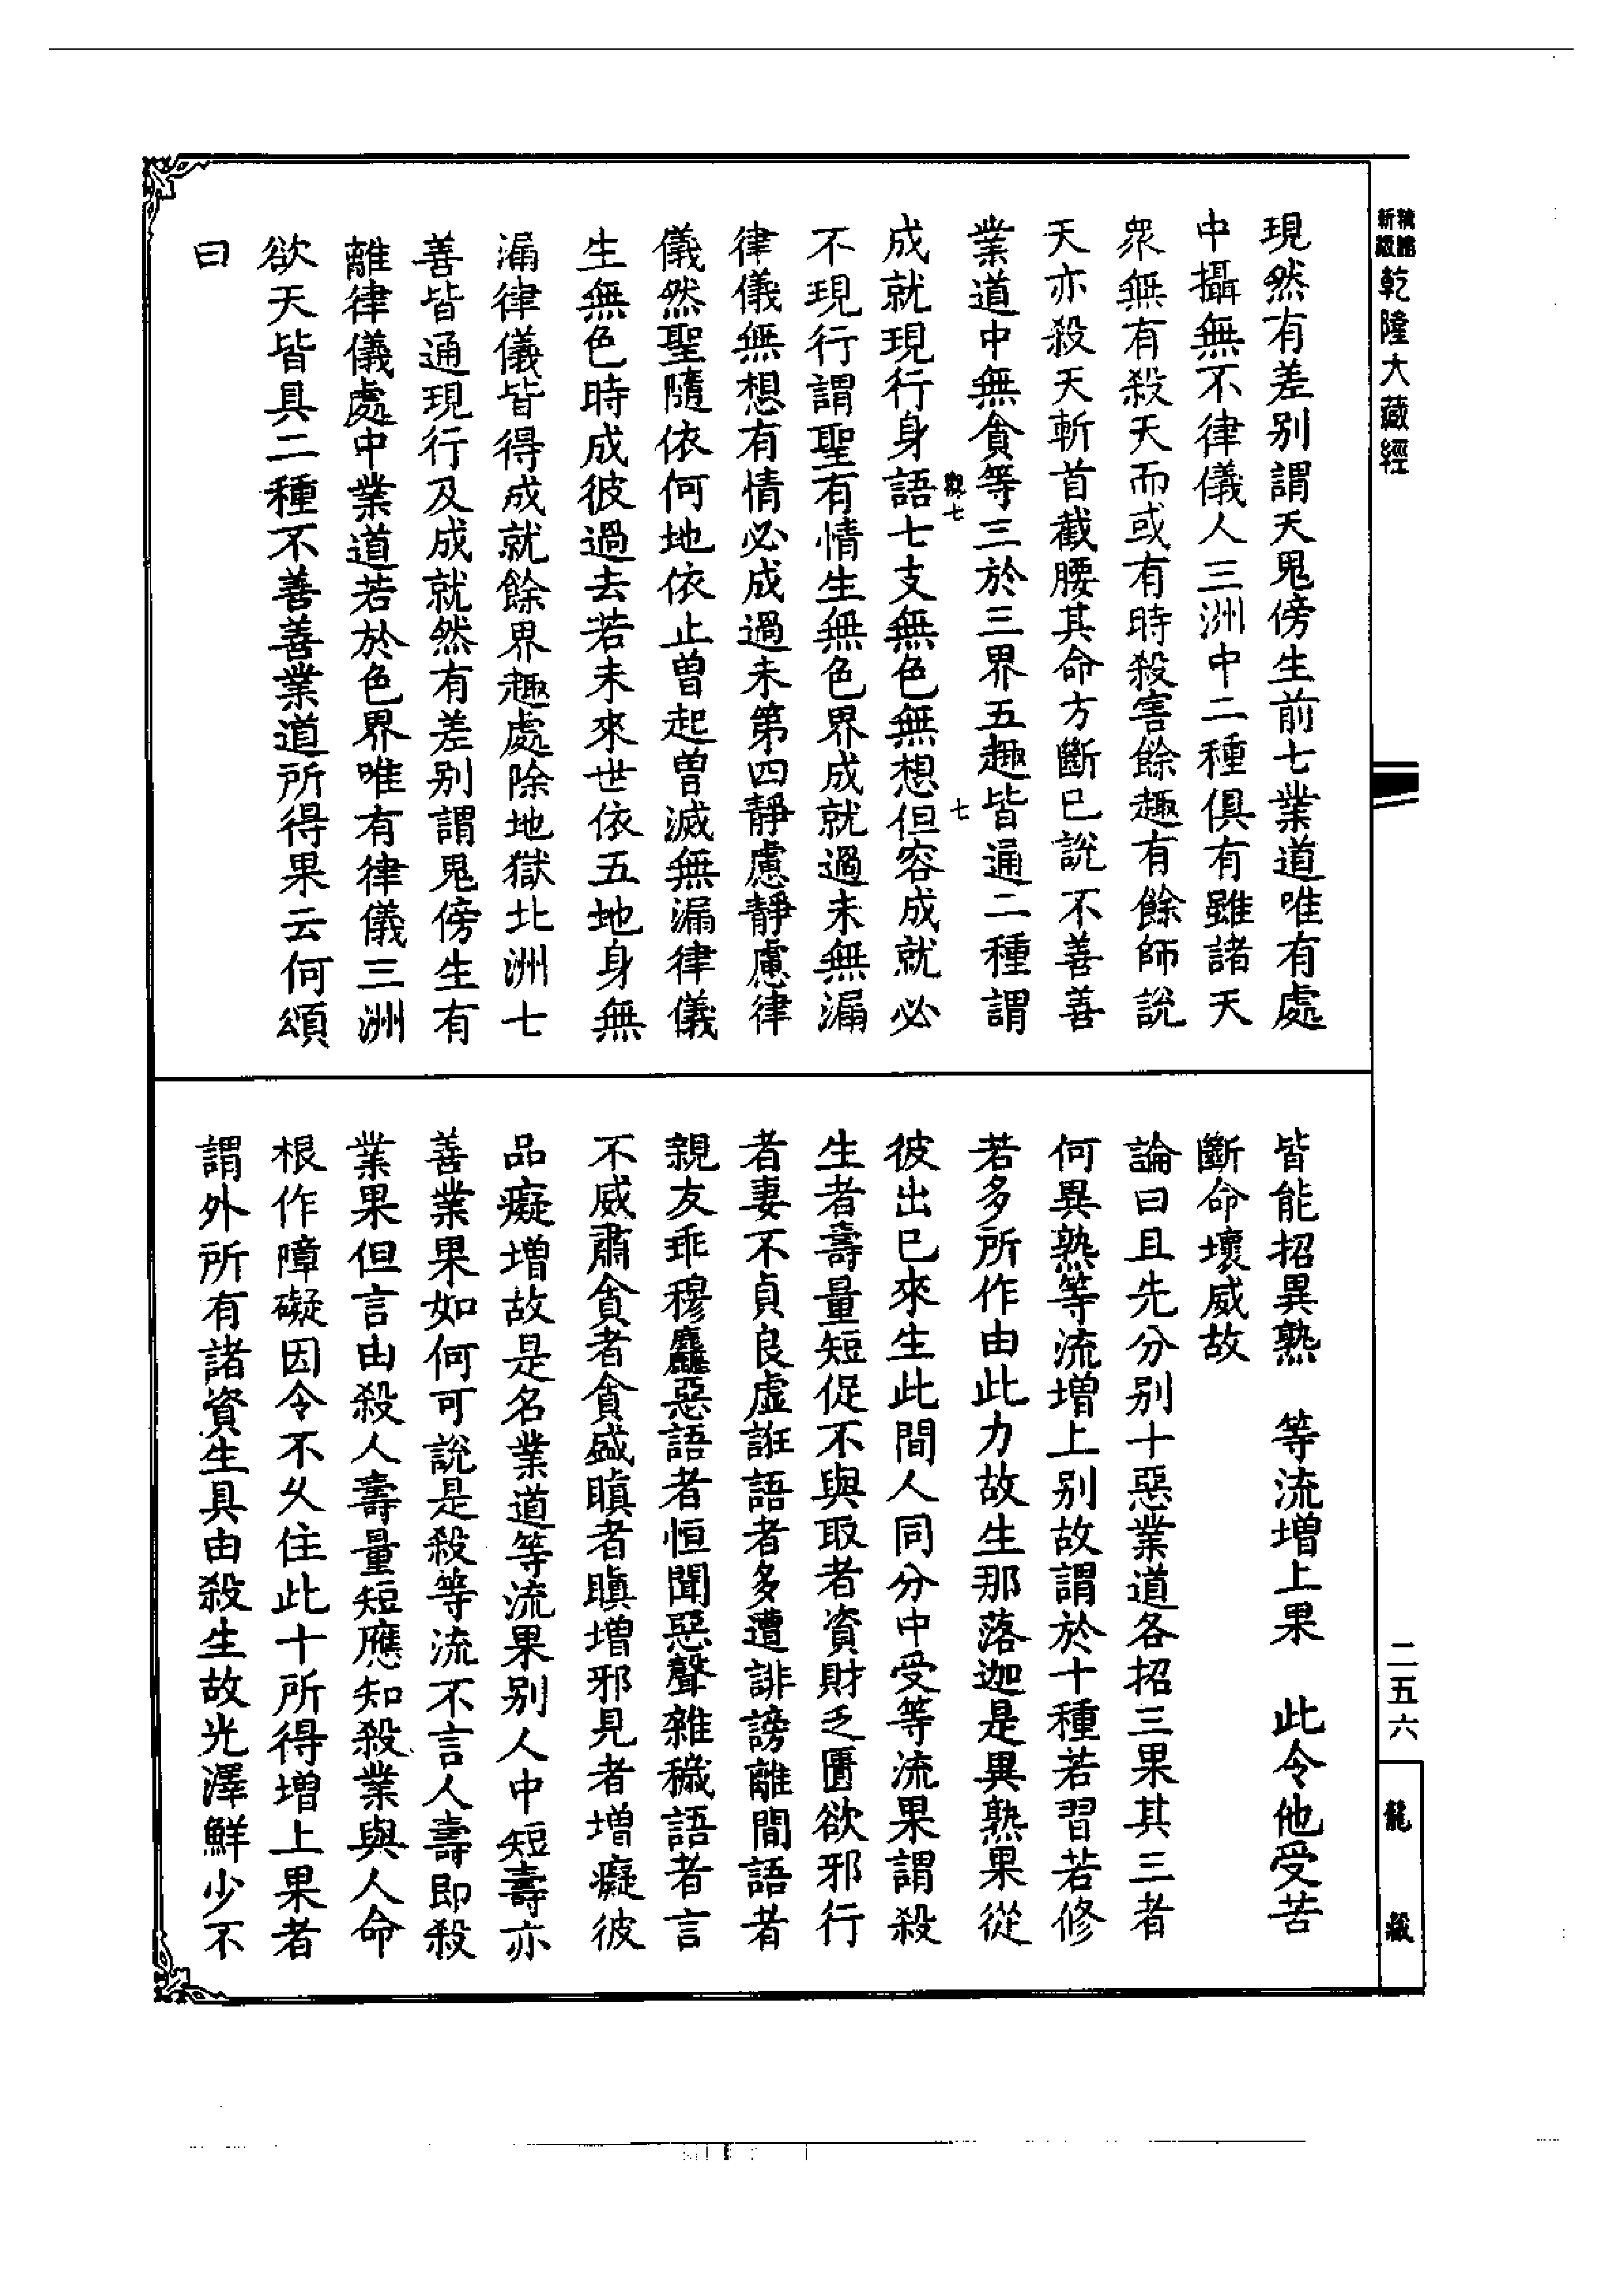 乾隆大藏經
現然有差別謂天鬼傍生前七業道唯有處
中攝無不律儀人三洲中二種俱有雖諸天
眾無有殺天而或有時殺害餘趣有餘師說
天亦殺天斬首截腰其命方斷已說不善善
業道中無貪等三於三界五趣皆通二種謂
七
七
成就現行身語七支無色無想但容成就必
不現行謂聖有情生無色界成就過未無漏
律儀無想有情必成過未第四靜慮靜慮律
儀然聖隨依何地依止曾起曾滅無漏律儀
生無色時成彼過去若未來世依五地身無
漏律儀皆得成就餘界趣處除地獄北洲七
善皆通現行及成就然有差別謂鬼傍生有
離律儀處中業道若於色界唯有律儀三洲
欲天皆具二種不善善業道所得果云何頌
曰
皆能招異熟　等流增上果　此令他受苦
斷命壞威故
論曰且先分別十惡業道各招三果其三者
何異熟等流增上別故謂於十種若習若修
若多所作由此力故生那落迦是異熟果從
彼出已來生此間人同分中受等流果謂殺
生者壽量短促不與取者資財乏匱欲邪行
者妻不貞良虛誑語者多遭誹謗離間語者
親友乖穆麤惡語者恒聞惡聲雜穢語者言
不威肅貪者貪盛瞋者瞋增邪見者增癡彼
品癡增故是名業道等流果別人中短壽亦
善業果如何可說是殺等流不言人壽即殺
業果但言由殺人壽量短應知殺業與人命
根作障礙因令不久住此十所得增上果者
謂外所有諸資生具由殺生故光澤鮮少不
二五六
龍藏